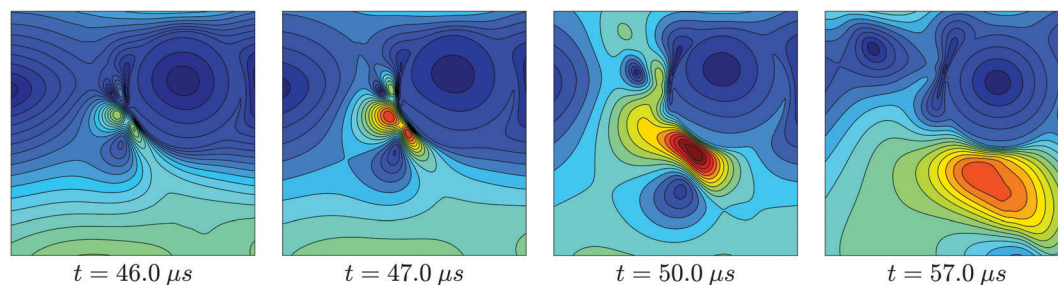 t = 46.0 μs
t = 47.0 μs
t = 50.0 μs
t = 57.0 μs